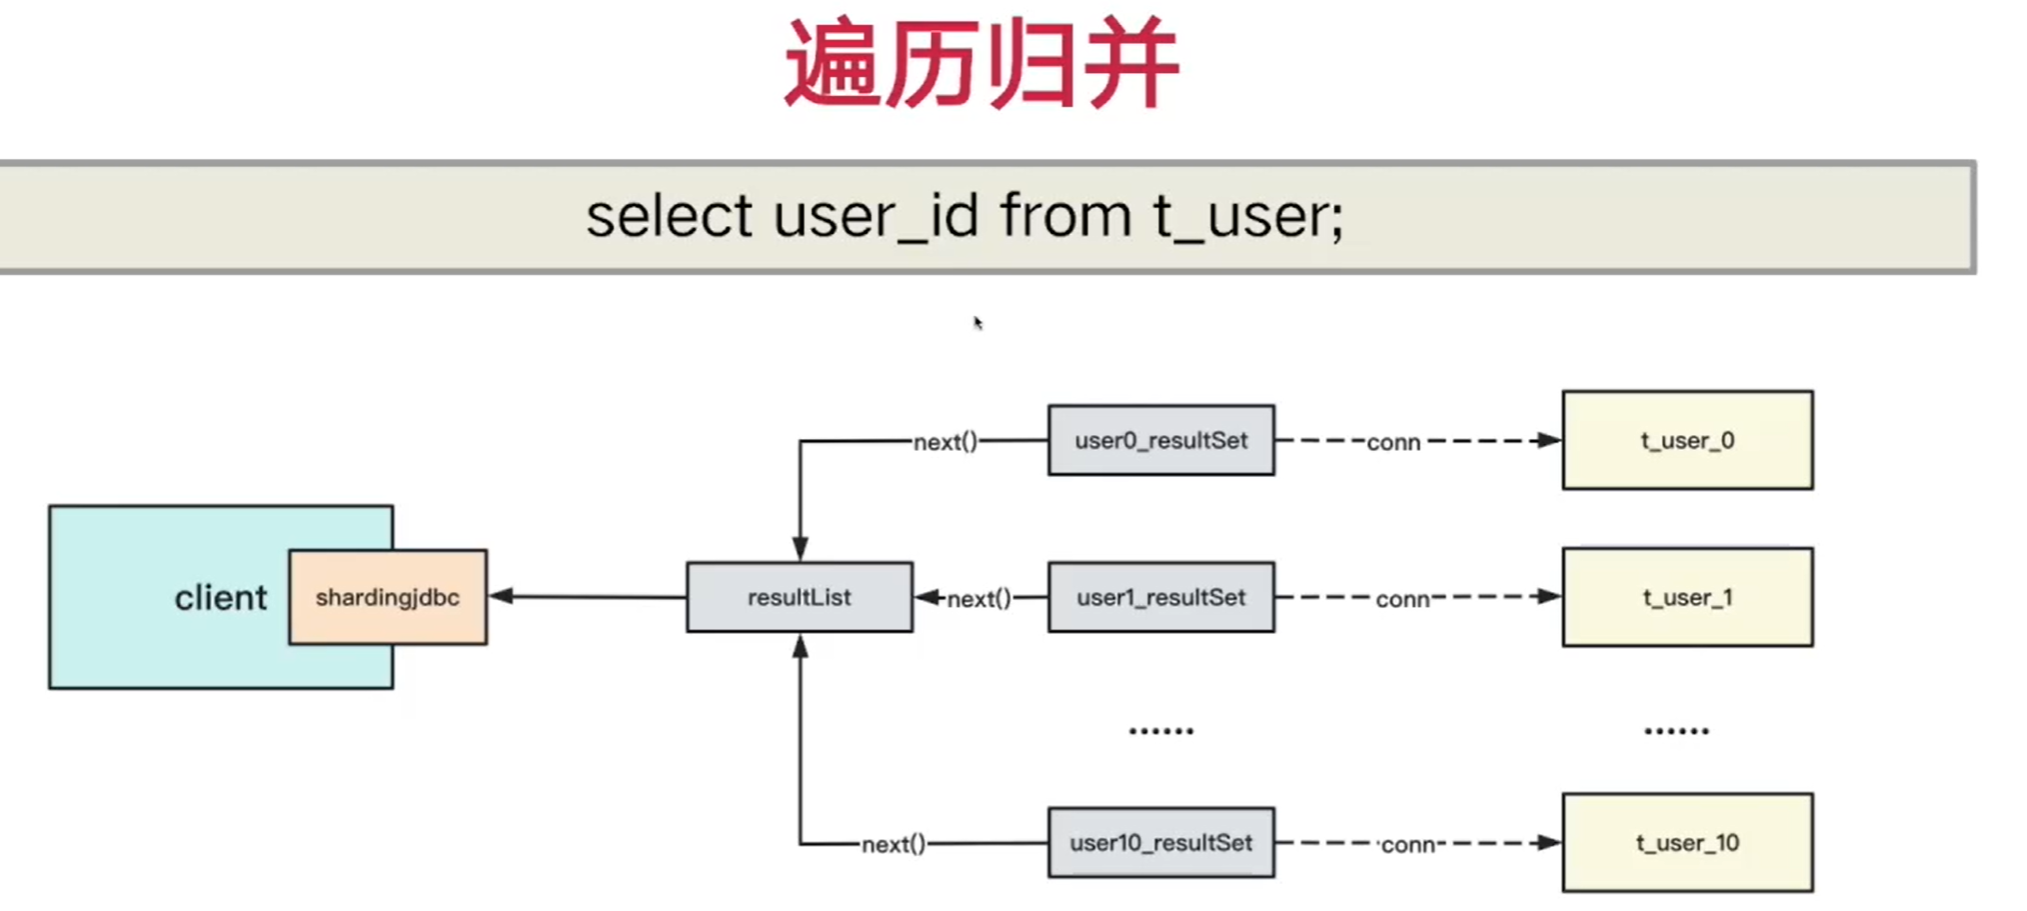 遍历归并
select user_id from t_user;
next()
user0_resultSet
conn
t_user_0
client
shardingjdbc
resultList
next()
user1_resultSet
conn
t_user_1
......
......
next()
user10_resultSet
conn
t_user_10